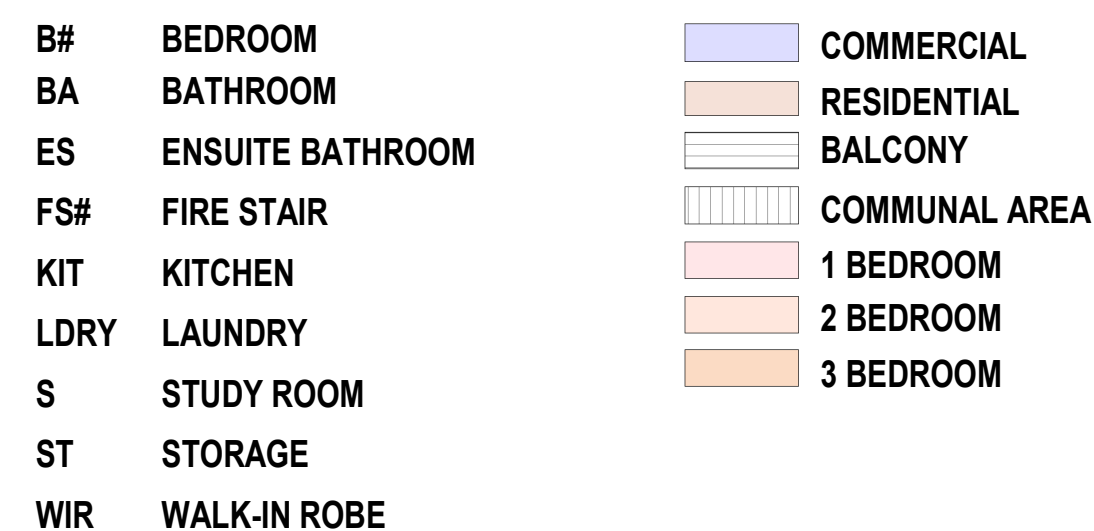 B# BEDROOM
BA BATHROOM
ES ENSUITE BATHROOM
FS# FIRE STAIR
KIT KITCHEN
LDRY LAUNDRY
S STUDY ROOM
ST STORAGE
WIR WALK-IN ROBE
COMMERCIAL
RESIDENTIAL
BALCONY
COMMUNAL AREA
1 BEDROOM
2 BEDROOM
3 BEDROOM